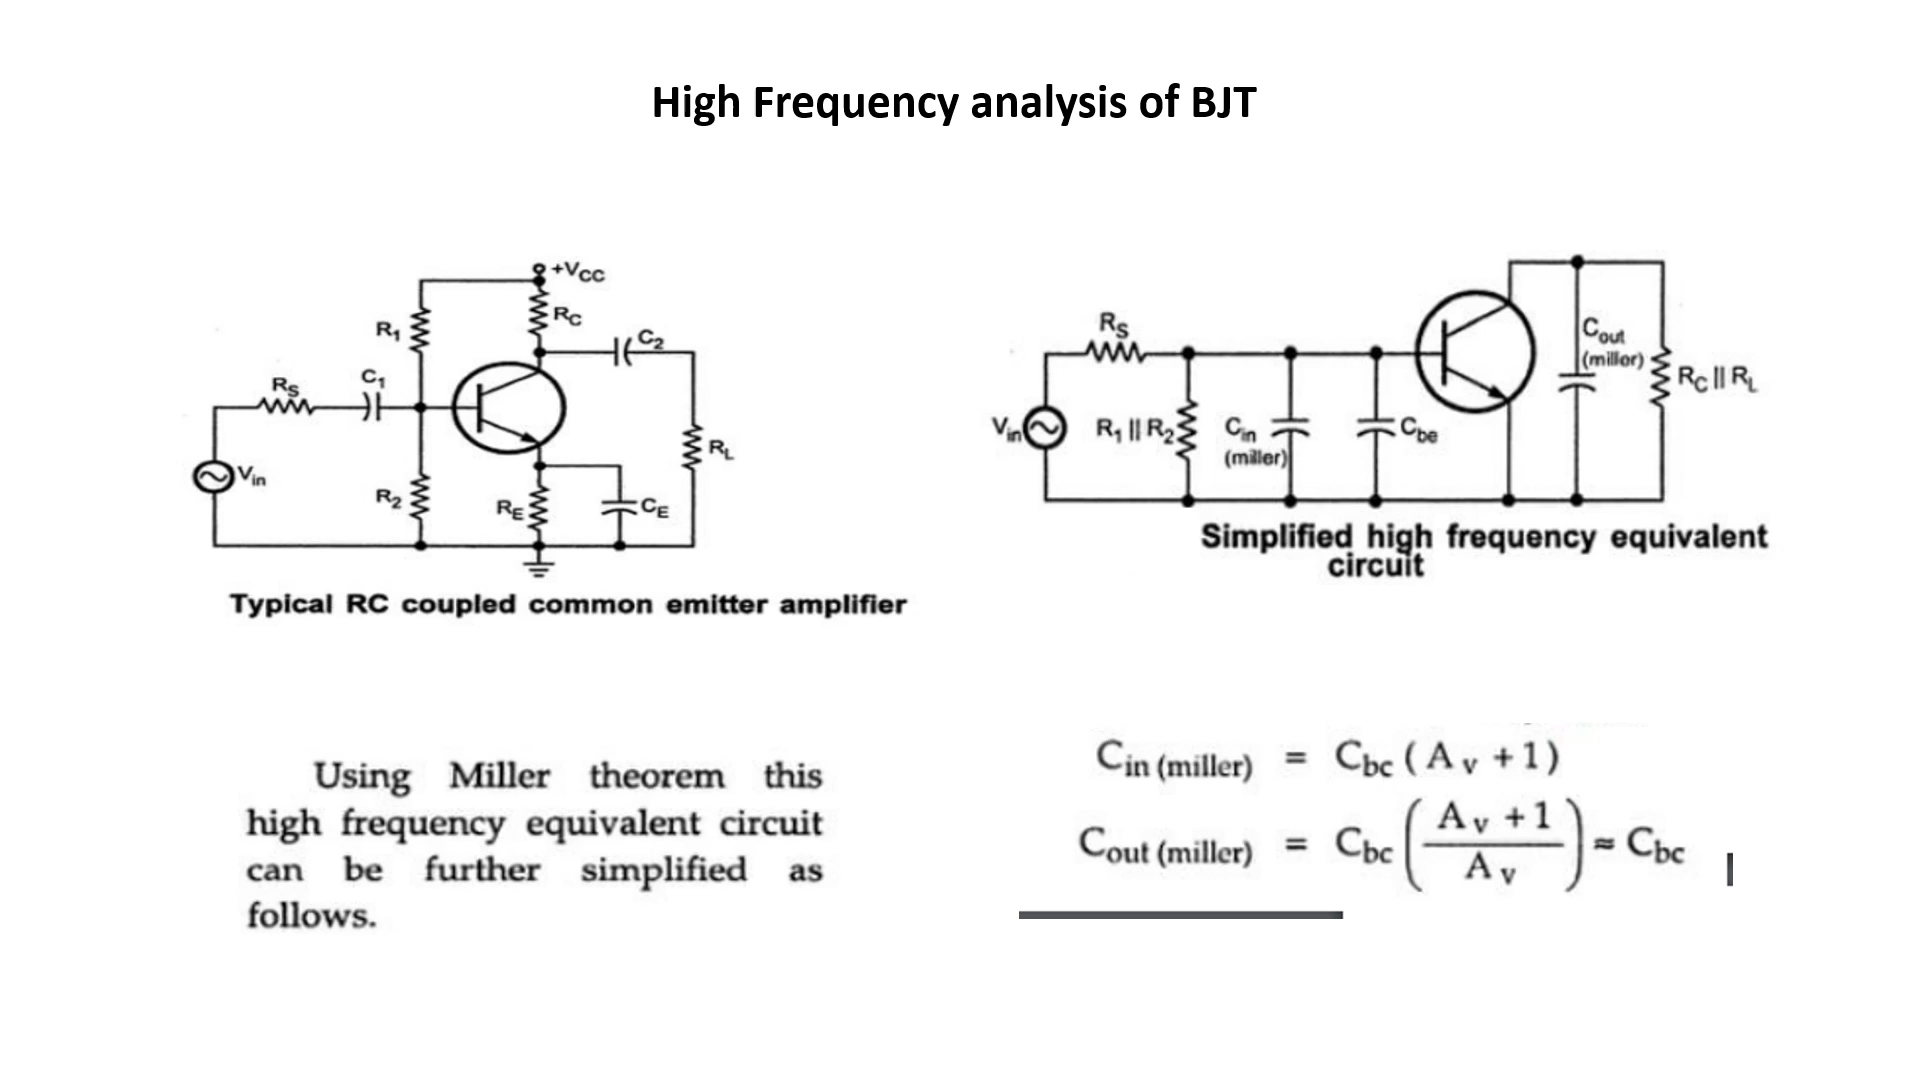 High Frequency analysis of BJT
+VCC
RC
R1
C2
RS
C1
RL
Vin
R2
RE
CE
Typical RC coupled common emitter amplifier
RS
Cout
(miller)
RC || RL
Vin
R1 || R2
Cin
(miller)
Cbe
Simplified high frequency equivalent
circuit
Using Miller theorem this
high frequency equivalent circuit
can be further simplified as
follows.
Cin (miller) = Cbc ( Av + 1 )
Cout (miller) = Cbc ( Av + 1 / Av ) ≈ Cbc